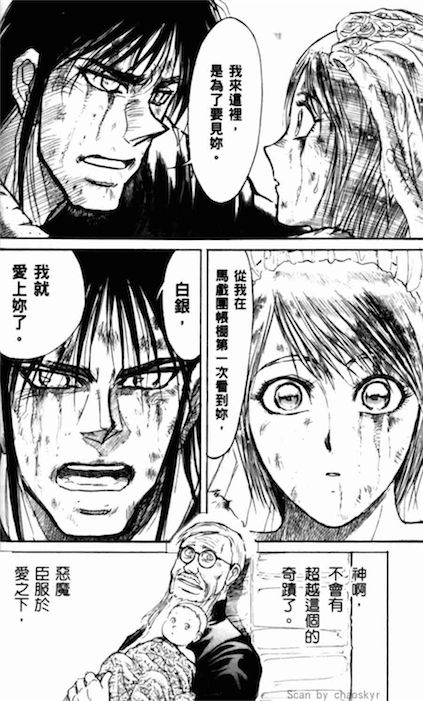 我來這裡，
是為了要見妳。
從我在
馬戲團帳棚第一次看到妳，
白銀，
我就
愛上妳了。
神啊，
不會有
超越這個的
奇蹟了。
惡魔
臣服於
愛之下，
Scan by chaoskyr